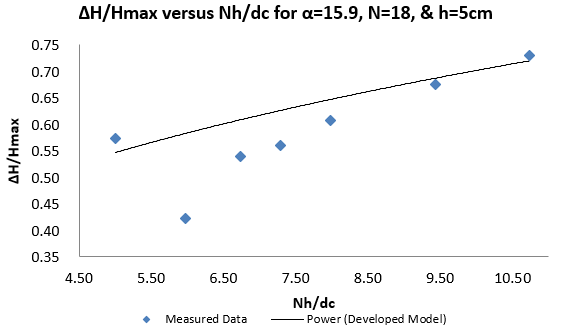 ΔH/Hmax versus Nh/dc for α=15.9, N=18, & h=5cm
0.75
0.70
0.65
0.60
0.55
0.50
0.45
0.40
0.35
ΔH/Hmax
4.50 5.50 6.50 7.50 8.50 9.50 10.50
Nh/dc
Measured Data Power (Developed Model)